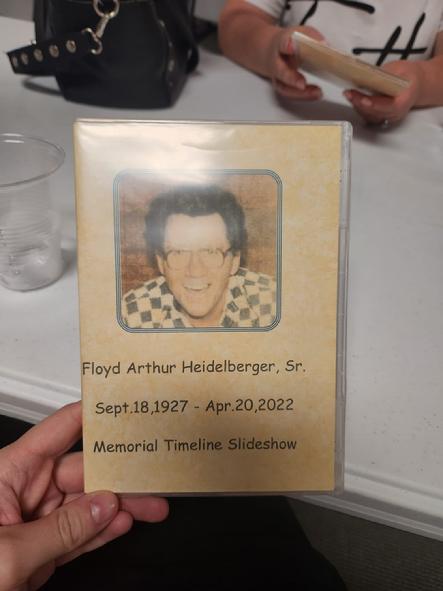 Floyd Arthur Heidelberger, Sr.
Sept.18,1927 - Apr.20,2022
Memorial Timeline Slideshow